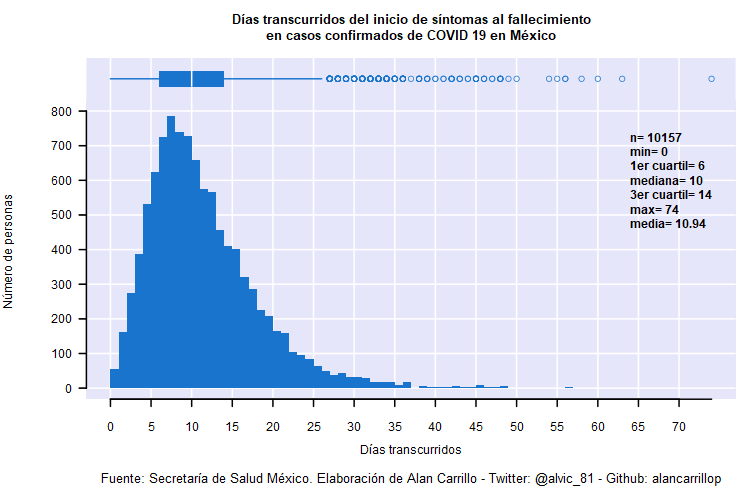 Días transcurridos del inicio de síntomas al fallecimiento
en casos confirmados de COVID 19 en México
800
700
600
500
400
300
200
100
0
Número de personas
n= 10157
min= 0
1er cuartil= 6
mediana= 10
3er cuartil= 14
max= 74
media= 10.94
0 5 10 15 20 25 30 35 40 45 50 55 60 65 70
Días transcurridos
Fuente: Secretaría de Salud México. Elaboración de Alan Carrillo - Twitter: @alvic_81 - Github: alancarrillop